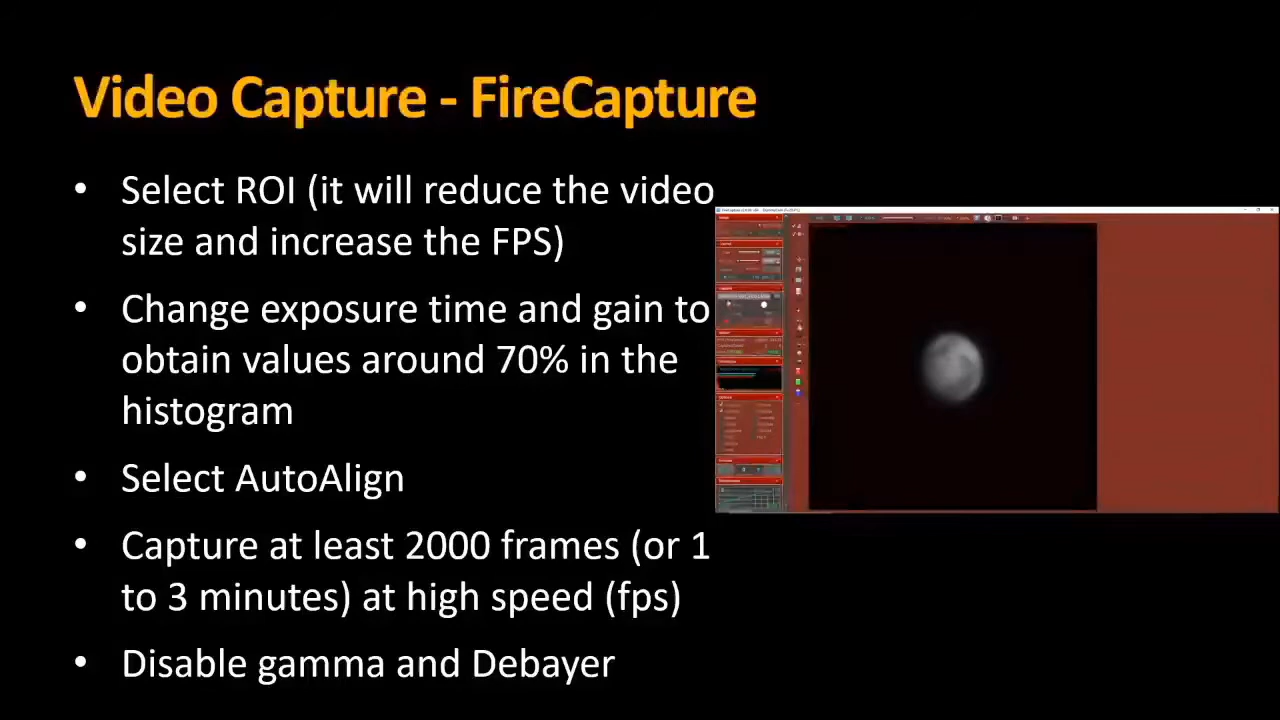 Video Capture - FireCapture
• Select ROI (it will reduce the video
size and increase the FPS)
• Change exposure time and gain to
obtain values around 70% in the
histogram
• Select AutoAlign
• Capture at least 2000 frames (or 1
to 3 minutes) at high speed (fps)
• Disable gamma and Debayer